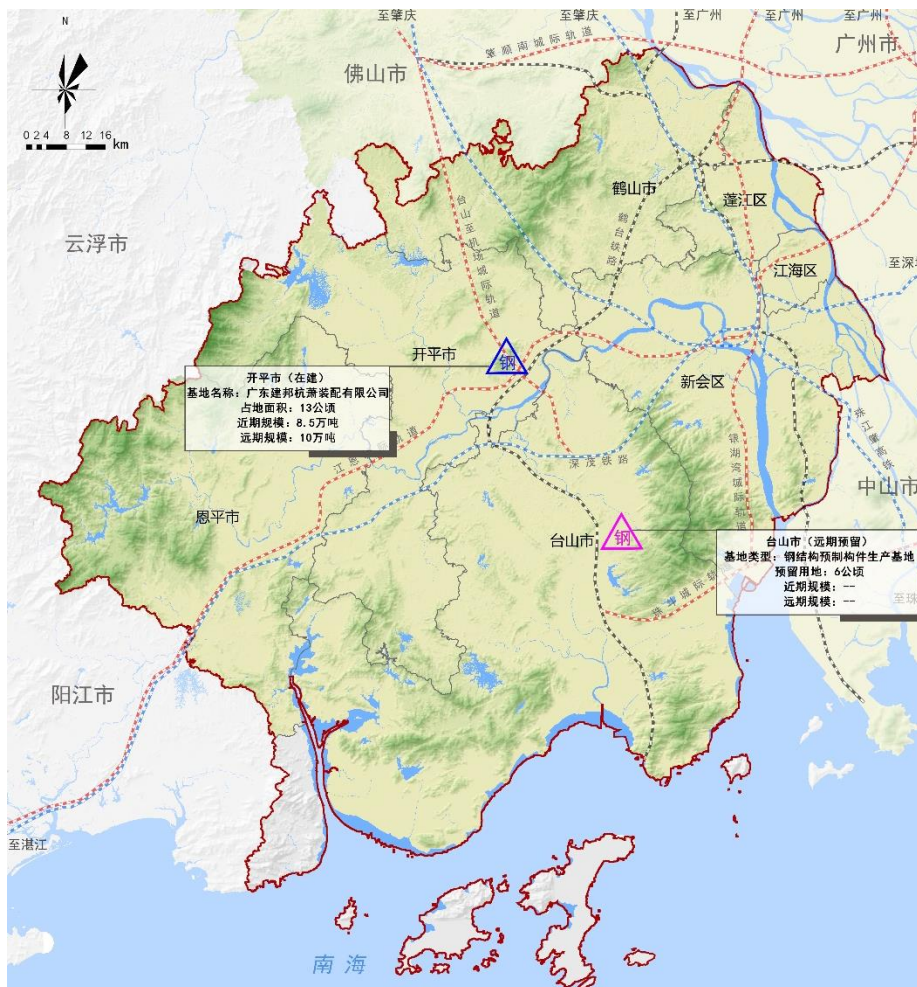 至肇庆
至肇庆
至广州
至广州
至广州
N
肇顺南城际轨道
广州市
佛山市
0 2 4 8 12 16
km
鹤山市
蓬江区
台山至机场城际轨道
鹤台铁路
云浮市
江海区
至深圳
开平市
钢
新会区
开平市(在建)
基地名称:广东建邦杭萧装配有限公司
占地面积:13公顷
近期规模:8.5万吨
远期规模:10万吨
珠江肇高铁
银湖湾城际轨道
深茂铁路
中山市
恩平市
台山市
钢
台山市(远期预留)
基地类型:钢结构预制构件生产基地
预留用地:6公顷
近期规模:--
远期规模:--
至珠
阳江市
至湛江
南海